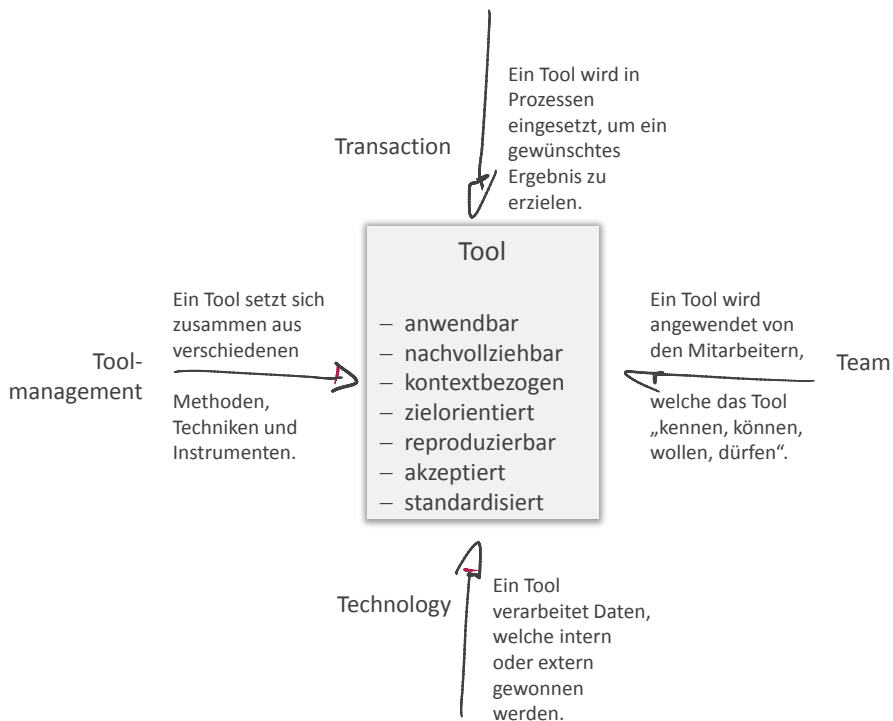 Transaction
Ein Tool wird in
Prozessen
eingesetzt, um ein
gewünschtes
Ergebnis zu
erzielen.
Tool-
management
Ein Tool setzt sich
zusammen aus
verschiedenen
Methoden,
Techniken und
Instrumenten.
Tool
– anwendbar
– nachvollziehbar
– kontextbezogen
– zielorientiert
– reproduzierbar
– akzeptiert
– standardisiert
Ein Tool wird
angewendet von
den Mitarbeitern,
welche das Tool
„kennen, können,
wollen, dürfen“.
Team
Technology
Ein Tool
verarbeitet Daten,
welche intern
oder extern
gewonnen
werden.